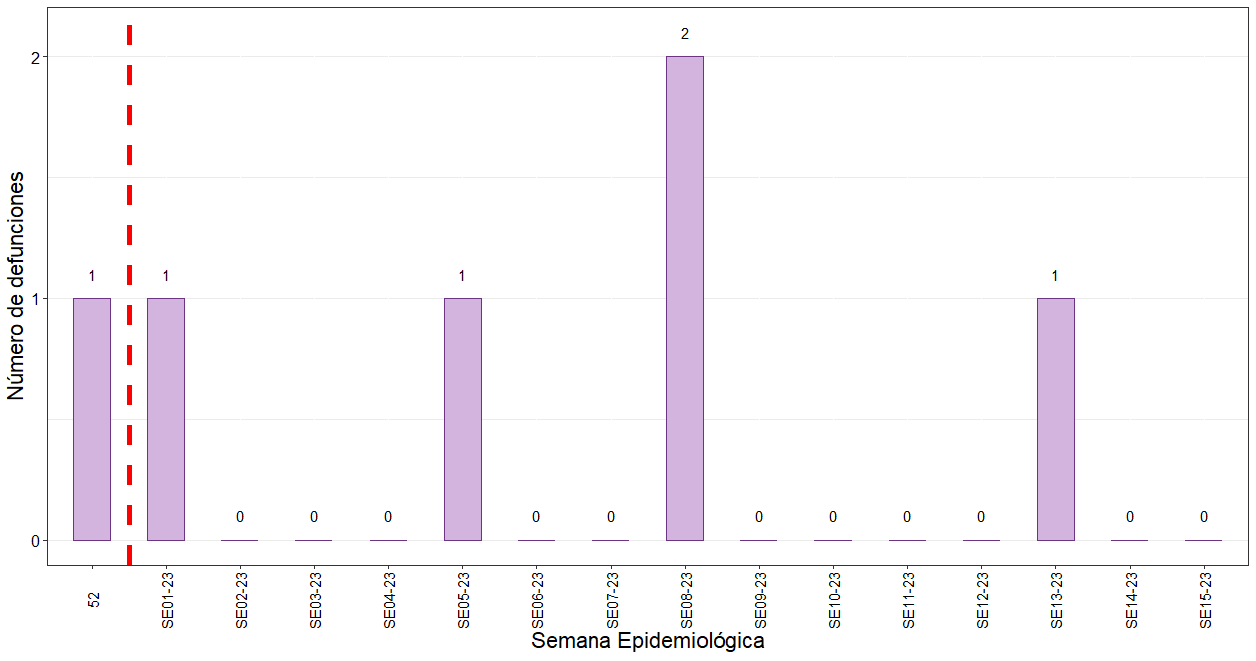 Número de defunciones
2
1
0
1
1
0
0
0
1
0
0
2
0
0
0
0
1
0
0
52
SE01-23
SE02-23
SE03-23
SE04-23
SE05-23
SE06-23
SE07-23
SE08-23
SE09-23
SE10-23
SE11-23
SE12-23
SE13-23
SE14-23
SE15-23
Semana Epidemiológica